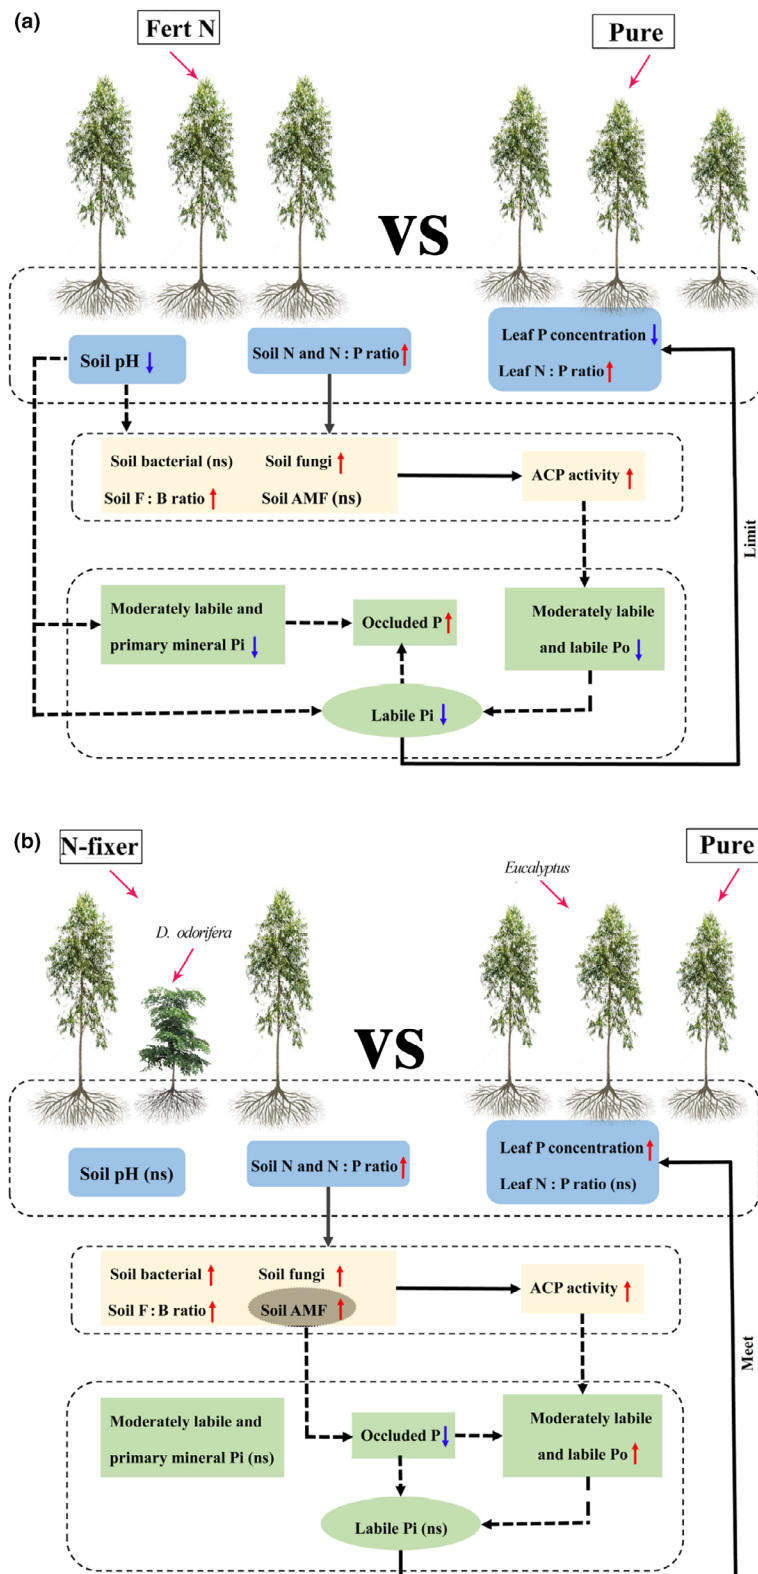 (a)
Fert N
Pure
vs
Soil pH ↓
Soil N and N : P ratio ↑
Leaf P concentration ↓
Leaf N : P ratio ↑
Soil bacterial (ns)
Soil fungi ↑
Soil F : B ratio ↑
Soil AMF (ns)
ACP activity ↑
Limit
Moderately labile and
primary mineral Pi ↓
Occluded P ↑
Moderately labile
and labile Po ↓
Labile Pi ↓
(b)
N-fixer
Pure
Eucalyptus
D. odorifera
vs
Soil pH (ns)
Soil N and N : P ratio ↑
Leaf P concentration ↑
Leaf N : P ratio (ns)
Soil bacterial ↑
Soil fungi ↑
Soil F : B ratio ↑
Soil AMF ↑
ACP activity ↑
Meet
Moderately labile and
primary mineral Pi (ns)
Occluded P ↓
Moderately labile
and labile Po ↑
Labile Pi (ns)